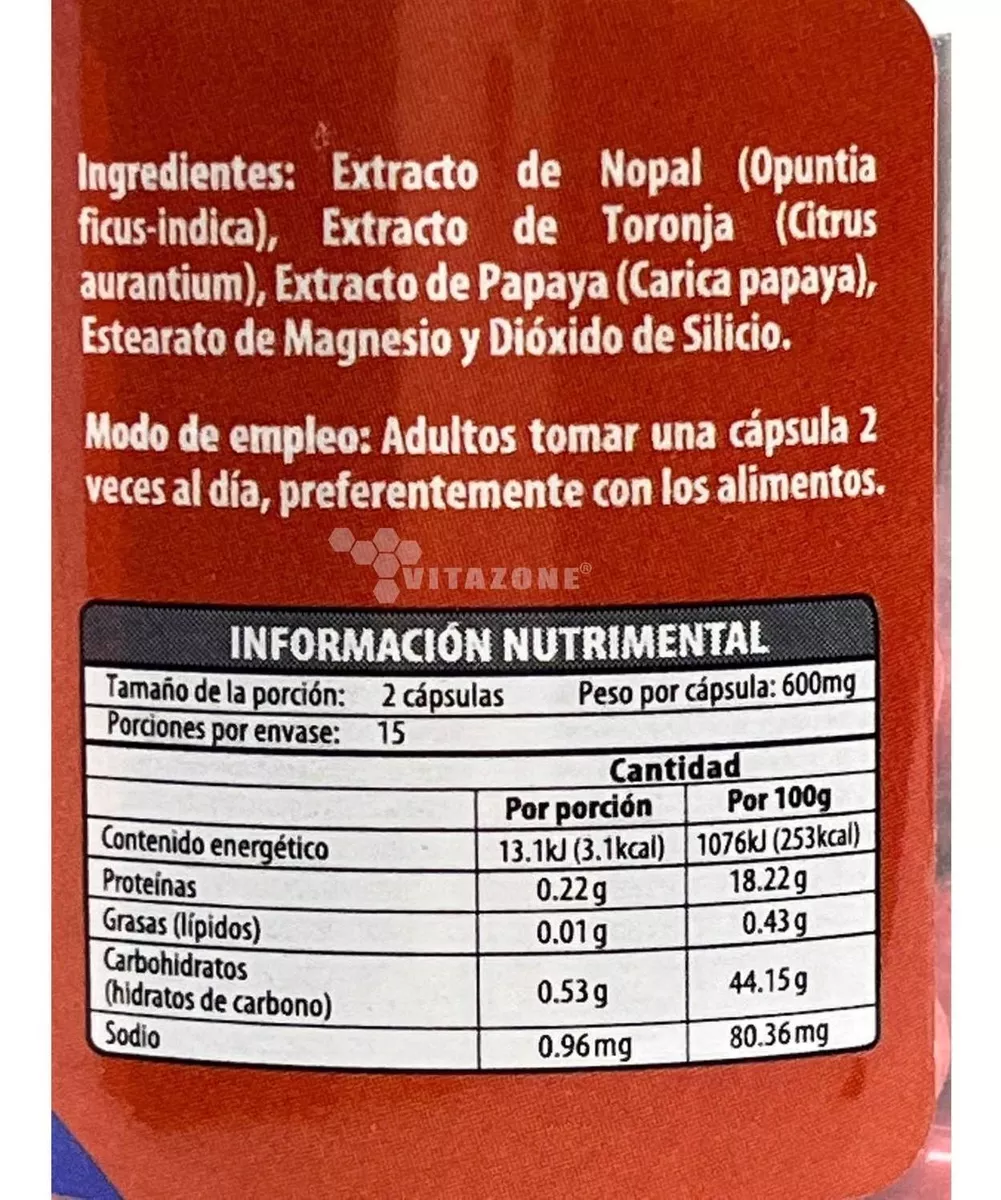 Ingredientes: Extracto de Nopal (Opuntia
ficus-indica), Extracto de Toronja (Citrus
aurantium), Extracto de Papaya (Carica papaya),
Estearato de Magnesio y Dióxido de Silicio.
Modo de empleo: Adultos tomar una cápsula 2
veces al día, preferentemente con los alimentos.
VITAZONE®
INFORMACIÓN NUTRIMENTAL
Tamaño de la porción: 2 cápsulas Peso por cápsula: 600mg
Porciones por envase: 15
Cantidad
Por porción Por 100g
Contenido energético 13.1kJ (3.1kcal) 1076kJ (253kcal)
Proteínas 0.22g 18.22g
Grasas (lípidos) 0.01g 0.43g
Carbohidratos
(hidratos de carbono) 0.53g 44.15g
Sodio 0.96mg 80.36mg